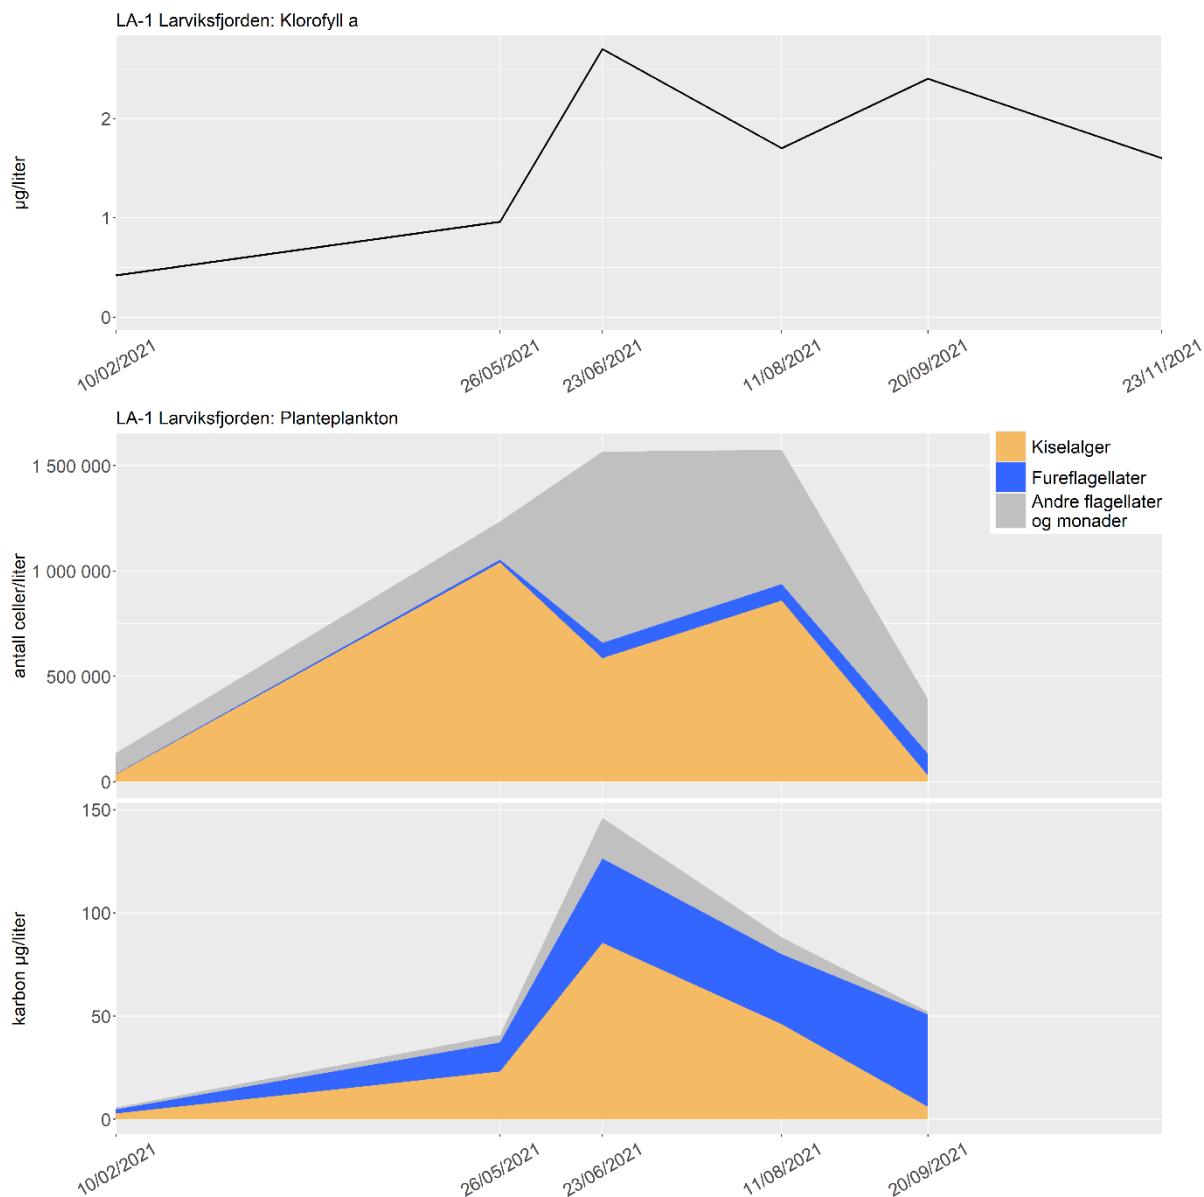 LA-1 Larviksfjorden: Klorofyll a
µg/liter
2
1
0
10/02/2021
26/05/2021
23/06/2021
11/08/2021
20/09/2021
23/11/2021
LA-1 Larviksfjorden: Planteplankton
antall celler/liter
1 500 000
1 000 000
500 000
0
Kiselalger
Fureflagellater
Andre flagellater
og monader
karbon µg/liter
150
100
50
0
10/02/2021
26/05/2021
23/06/2021
11/08/2021
20/09/2021